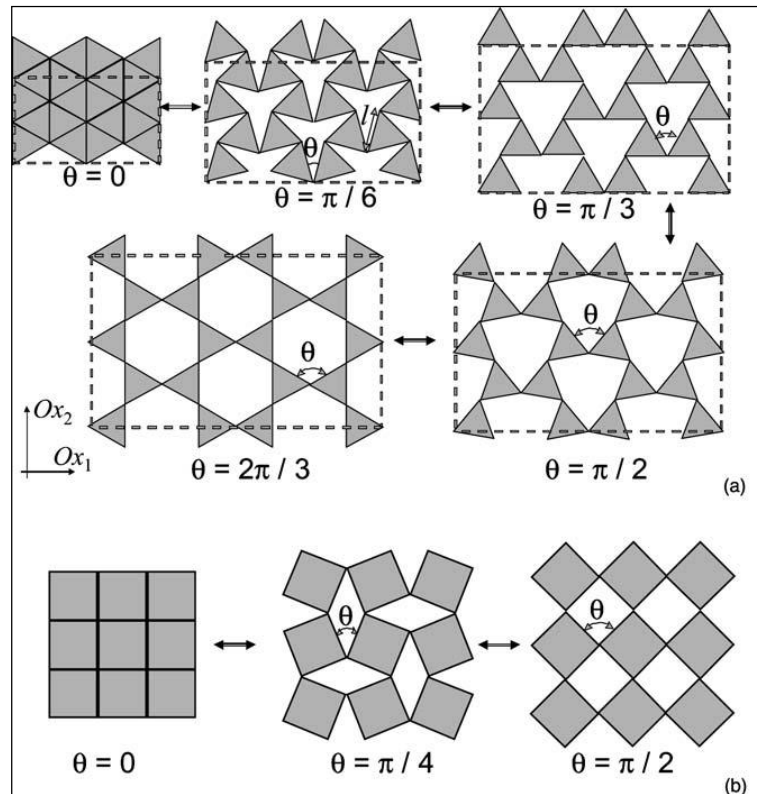 l
θ
θ
θ = 0
θ = π / 6
θ = π / 3
θ
θ
Ox₂
Ox₁
θ = 2π / 3
θ = π / 2
(a)
θ
θ
θ = 0
θ = π / 4
θ = π / 2
(b)